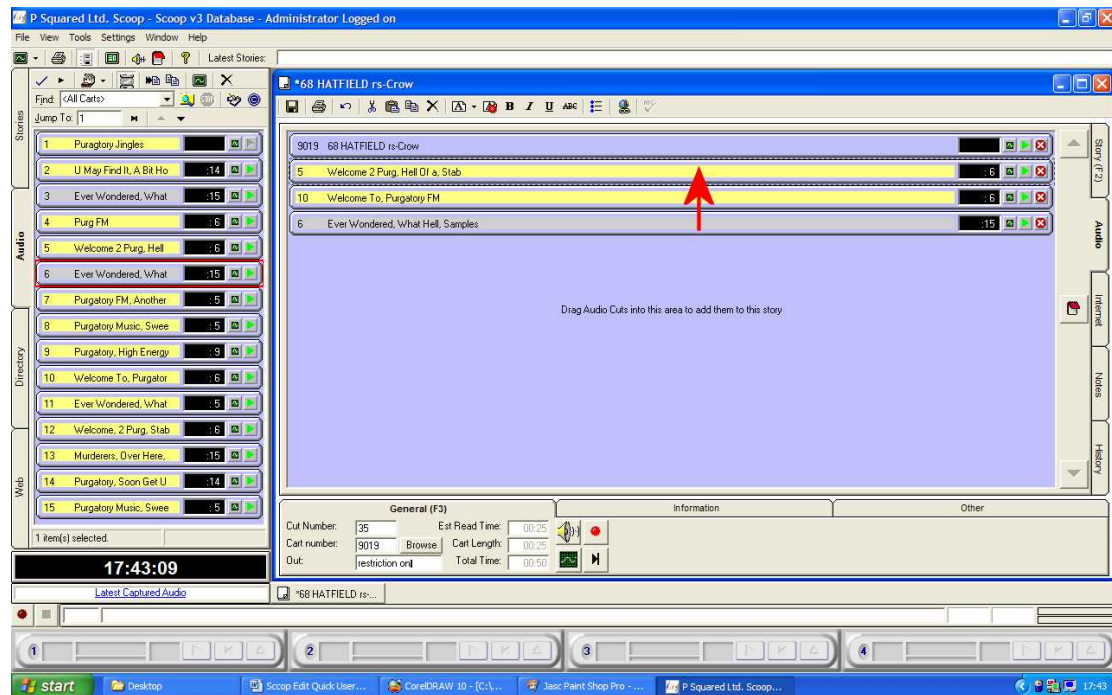 P Squared Ltd. Scoop - Scoop v3 Database - Administrator Logged on
File View Tools Settings Window Help
Latest Stories:
Find: <All Carts>
Jump To: 1
Stories
Audio
Directory
Web
1 Puragtory Jingles
2 U May Find It, A Bit Ho :14
3 Ever Wondered, What :15
4 Purg FM : 6
5 Welcome 2 Purg, Hell : 6
6 Ever Wondered, What :15
7 Purgatory FM, Another : 5
8 Purgatory Music, Swee : 5
9 Purgatory, High Energy : 9
10 Welcome To, Purgator : 6
11 Ever Wondered, What : 5
12 Welcome, 2 Purg, Stab : 6
13 Murderers, Over Here, :15
14 Purgatory, Soon Get U :14
15 Purgatory Music, Swee : 5
1 item(s) selected.
17:43:09
Latest Captured Audio
*68 HATFIELD rs-Crow
B I U ABC
9019 68 HATFIELD rs-Crow
5 Welcome 2 Purg, Hell Of a, Stab : 6
10 Welcome To, Purgatory FM : 6
6 Ever Wondered, What Hell, Samples :15
Drag Audio Cuts into this area to add them to this story
Story (F2)
Audio
Internet
Notes
History
General (F3) Information Other
Cut Number: 35 Est Read Time: 00:25
Cart number: 9019 Browse Cart Length: 00:25
Out: restriction onl Total Time: 00:50
*68 HATFIELD rs-...
1 2 3 4
start Desktop Sccop Edit Quick User... CorelDRAW 10 - [C:\... Jasc Paint Shop Pro - ... P Squared Ltd. Scoop... 17:43